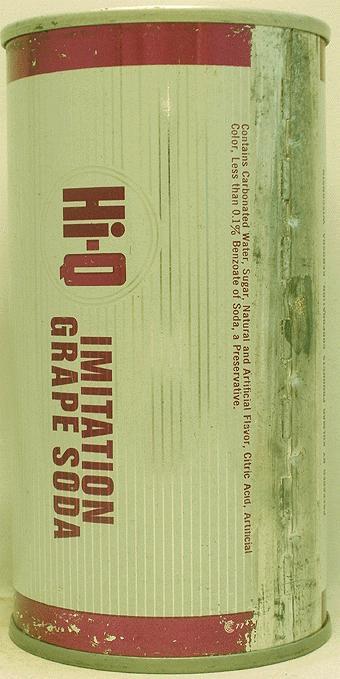 Hi-Q
IMITATION
GRAPE SODA
Contains Carbonated Water, Sugar, Natural and Artificial Flavor, Citric Acid, Artificial
Color, Less than 0.1% Benzoate of Soda, a Preservative.